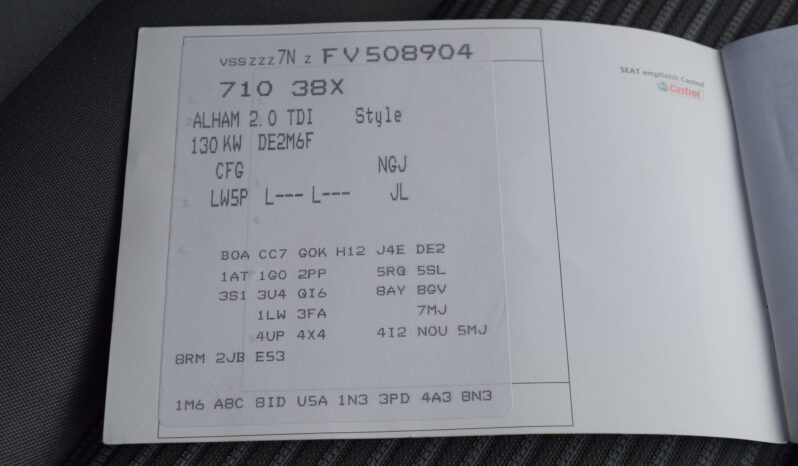 VSSZZZ7N Z FV508904
710 38X
ALHAM 2.0 TDI Style
130 KW DE2M6F
CFG NGJ
LW5P L--- L--- JL
B0A CC7 G0K H12 J4E DE2
1AT 1G0 2PP 5RQ 5SL
3S1 3U4 QI6 8AY 8GV
1LW 3FA 7MJ
4UP 4X4 4I2 N0U 5MJ
8RM 2JB E53
1M6 A8C 8ID U5A 1N3 3PD 4A3 8N3
SEAT empfiehlt Castrol
Castrol